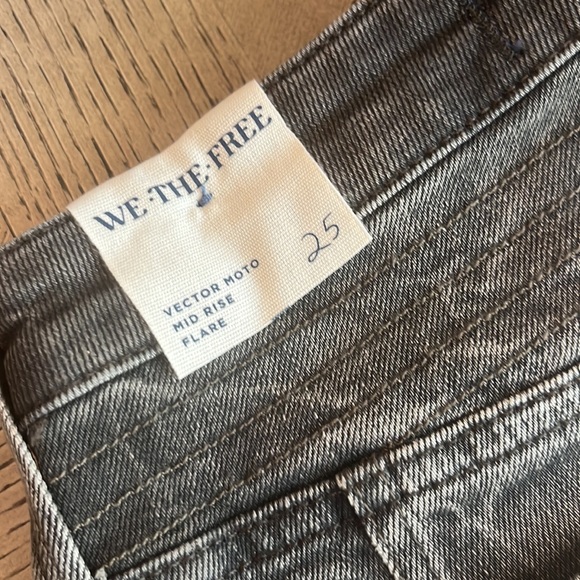 WE·THE·FREE
25
VECTOR MOTO
MID RISE
FLARE